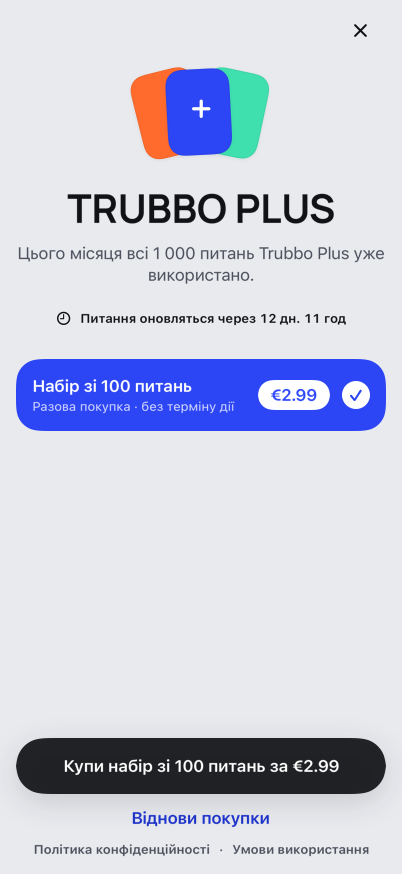 TRUBBO PLUS
Цього місяця всі 1 000 питань Trubbo Plus уже
використано.
Питання оновляться через 12 дн. 11 год
Набір зі 100 питань
Разова покупка · без терміну дії
€2.99
Купи набір зі 100 питань за €2.99
Віднови покупки
Політика конфіденційності · Умови використання